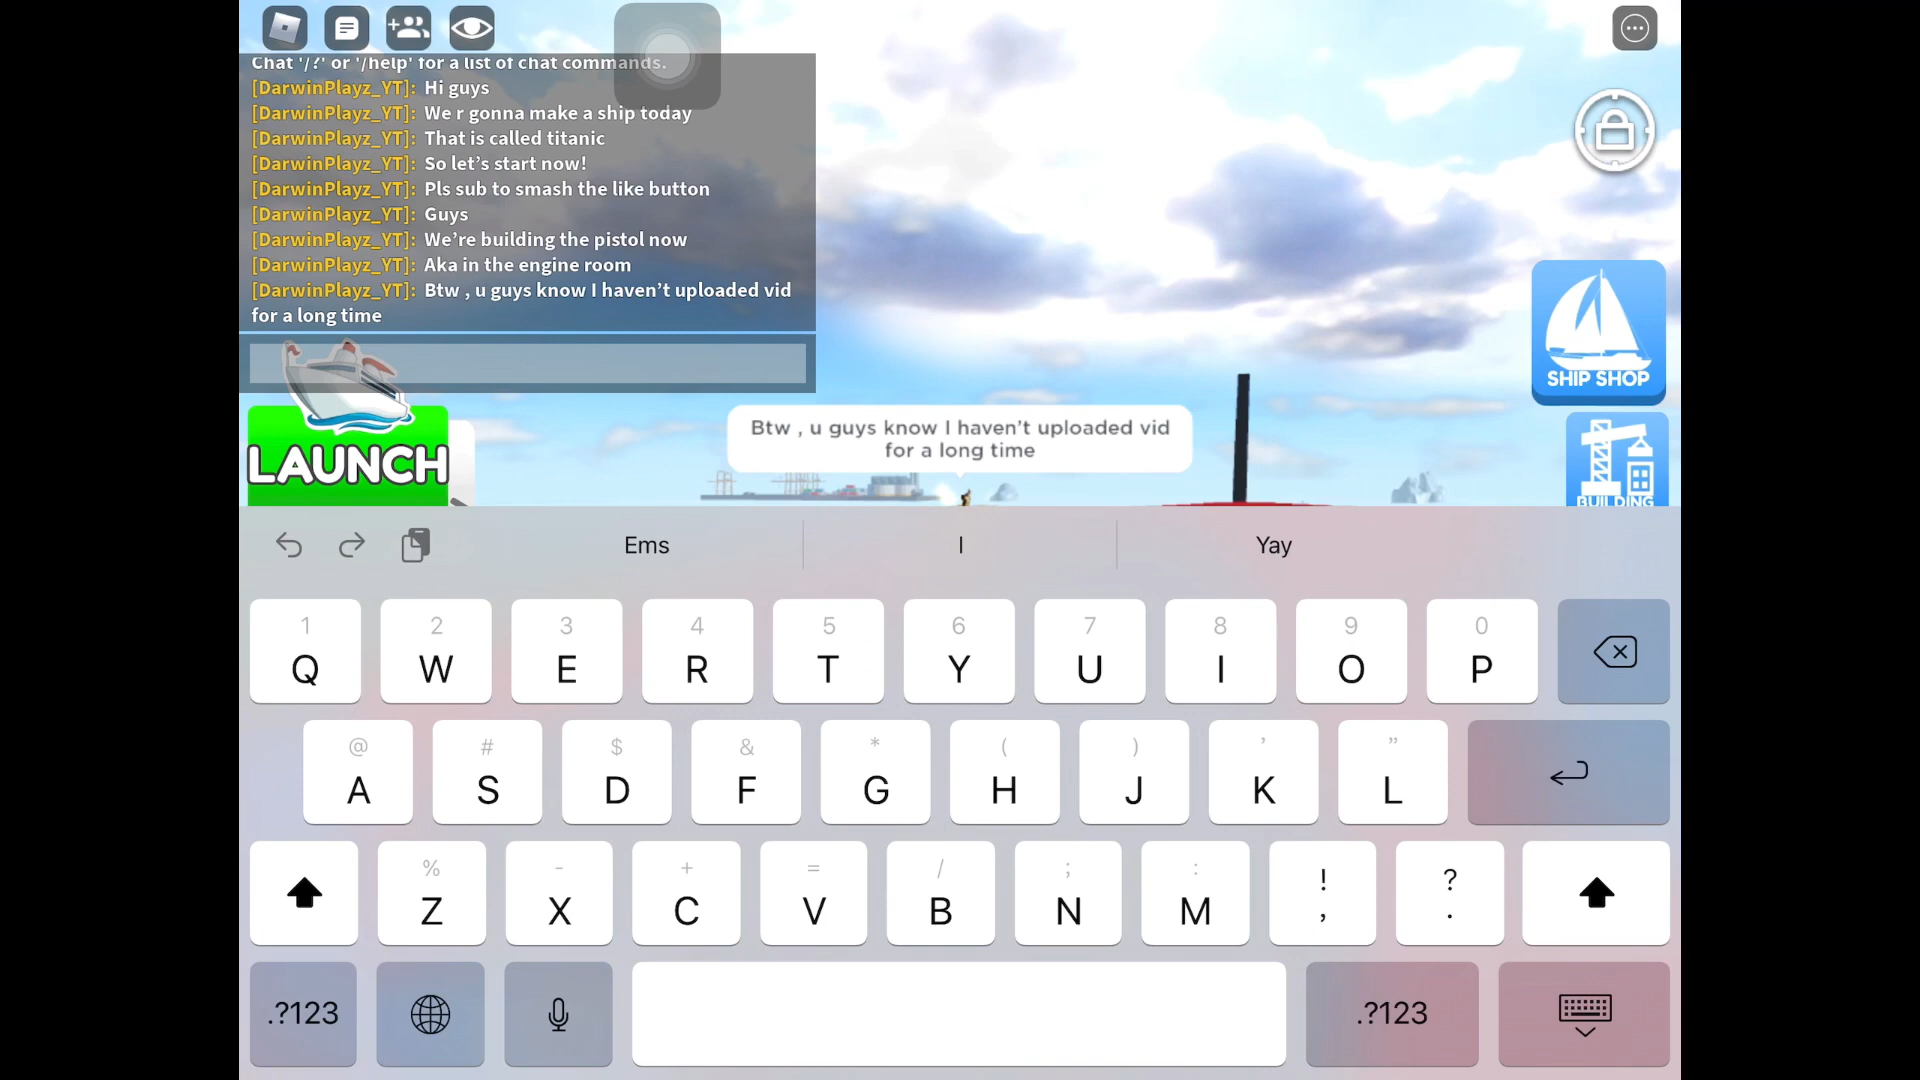 Chat '/?' or '/help' for a list of chat commands.
[DarwinPlayz_YT]: Hi guys
[DarwinPlayz_YT]: We r gonna make a ship today
[DarwinPlayz_YT]: That is called titanic
[DarwinPlayz_YT]: So let’s start now!
[DarwinPlayz_YT]: Pls sub to smash the like button
[DarwinPlayz_YT]: Guys
[DarwinPlayz_YT]: We’re building the pistol now
[DarwinPlayz_YT]: Aka in the engine room
[DarwinPlayz_YT]: Btw , u guys know I haven’t uploaded vid
for a long time
SHIP SHOP
LAUNCH
Btw , u guys know I haven’t uploaded vid
for a long time
BUILDING
Ems I Yay
1 2 3 4 5 6 7 8 9 0
Q W E R T Y U I O P
@ # $ & * ( ) ’ ”
A S D F G H J K L
% - + = / ; : ! ?
Z X C V B N M , .
.?123 .?123